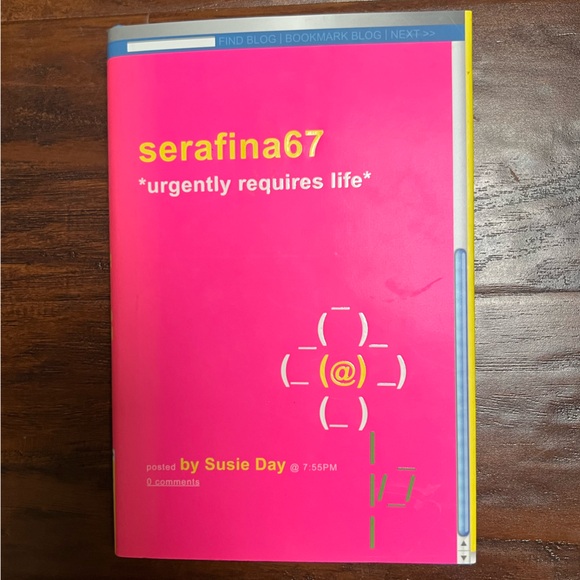 FIND BLOG | BOOKMARK BLOG | NEXT >>
serafina67
*urgently requires life*
(@)
posted by Susie Day @ 7:55PM
0 comments